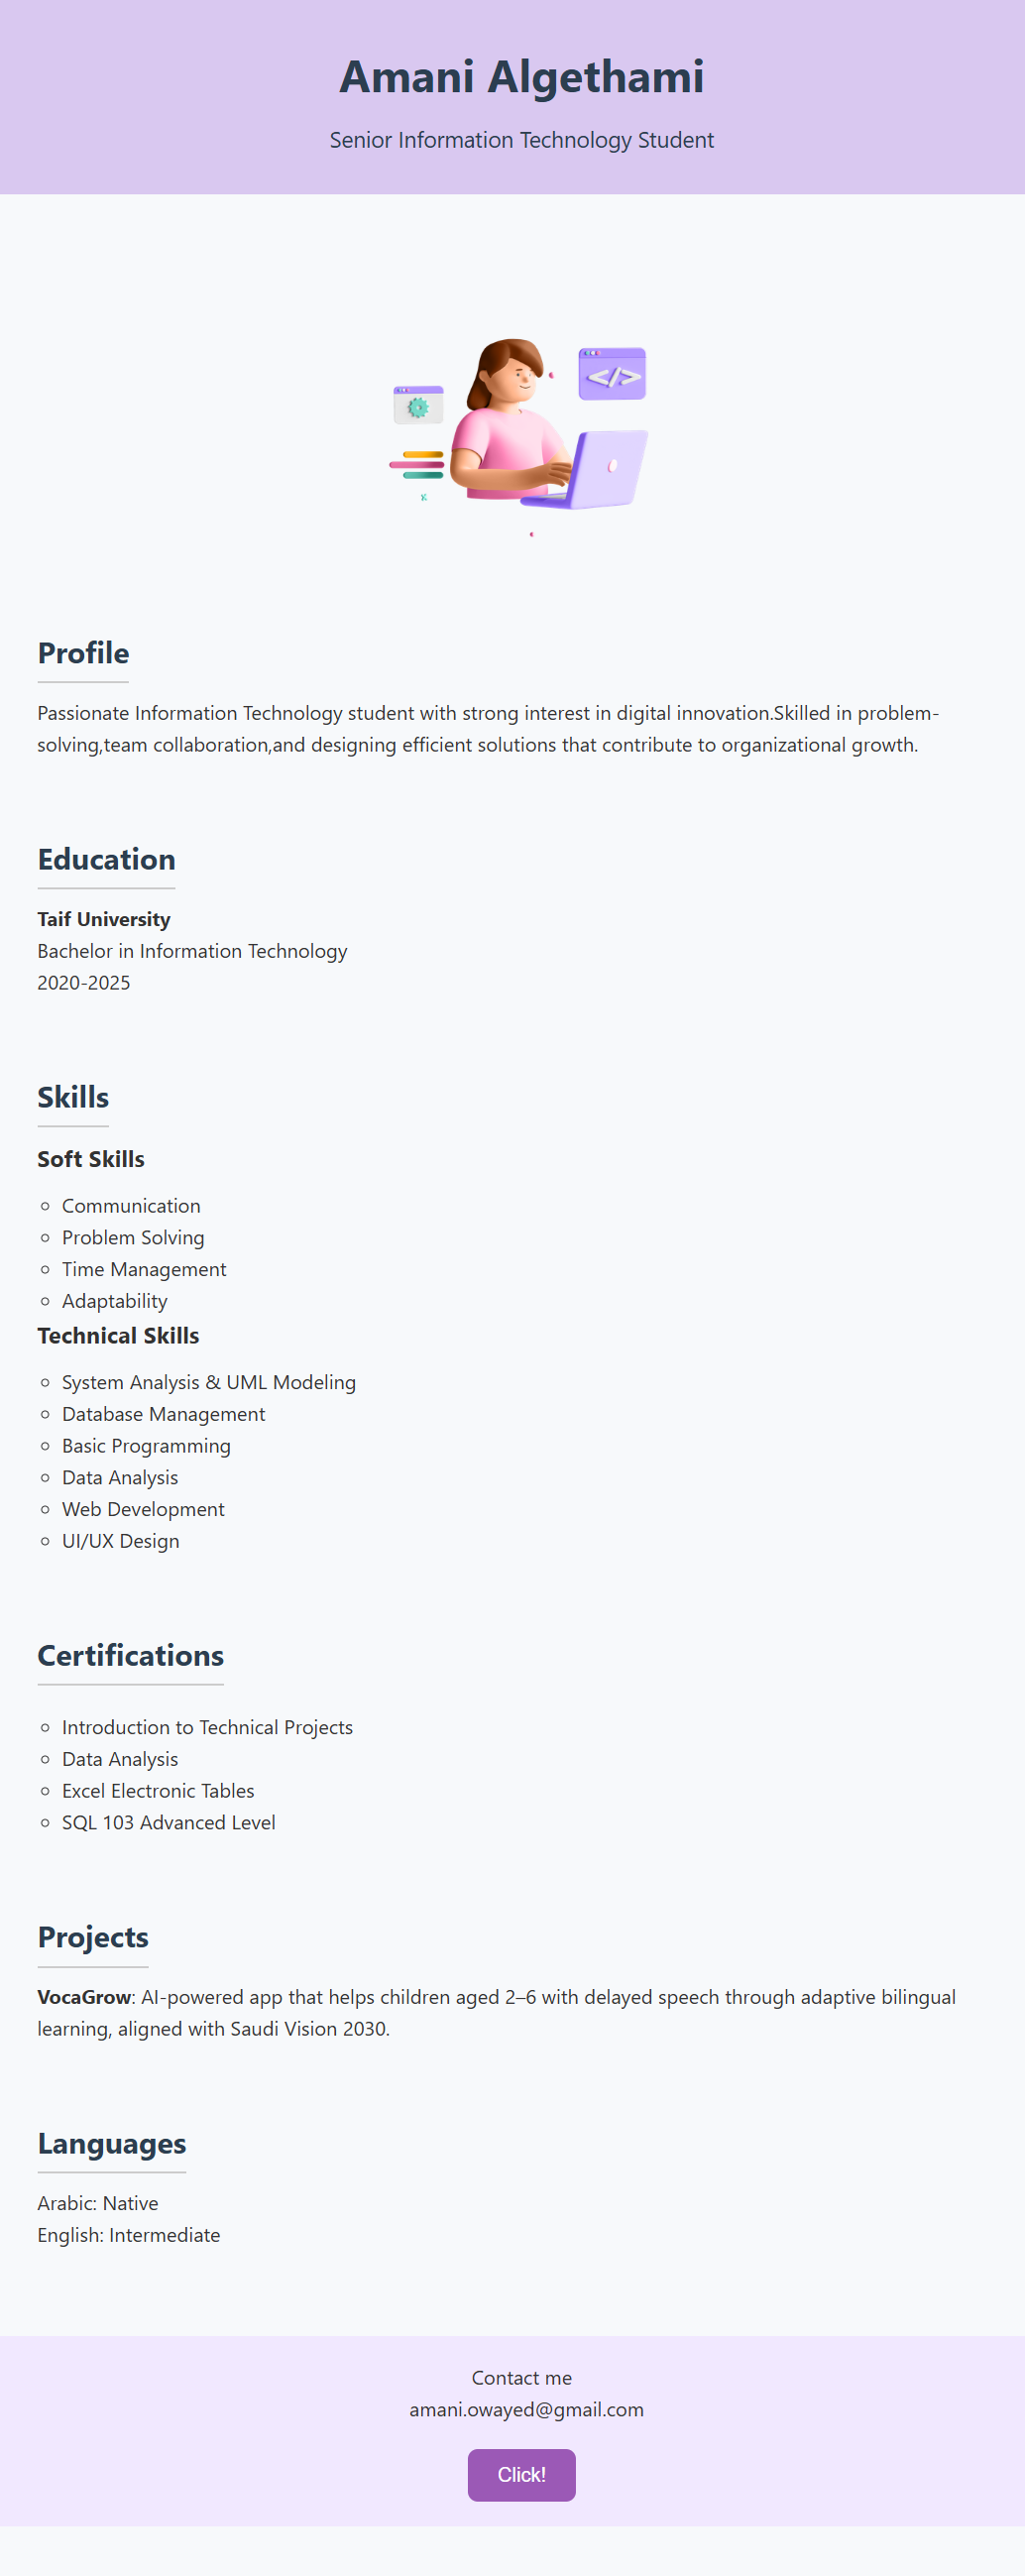 Amani Algethami
Senior Information Technology Student
</>
Profile
Passionate Information Technology student with strong interest in digital innovation.Skilled in problem-
solving,team collaboration,and designing efficient solutions that contribute to organizational growth.
Education
Taif University
Bachelor in Information Technology
2020-2025
Skills
Soft Skills
Communication
Problem Solving
Time Management
Adaptability
Technical Skills
System Analysis & UML Modeling
Database Management
Basic Programming
Data Analysis
Web Development
UI/UX Design
Certifications
Introduction to Technical Projects
Data Analysis
Excel Electronic Tables
SQL 103 Advanced Level
Projects
VocaGrow: AI-powered app that helps children aged 2–6 with delayed speech through adaptive bilingual
learning, aligned with Saudi Vision 2030.
Languages
Arabic: Native
English: Intermediate
Contact me
amani.owayed@gmail.com
Click!